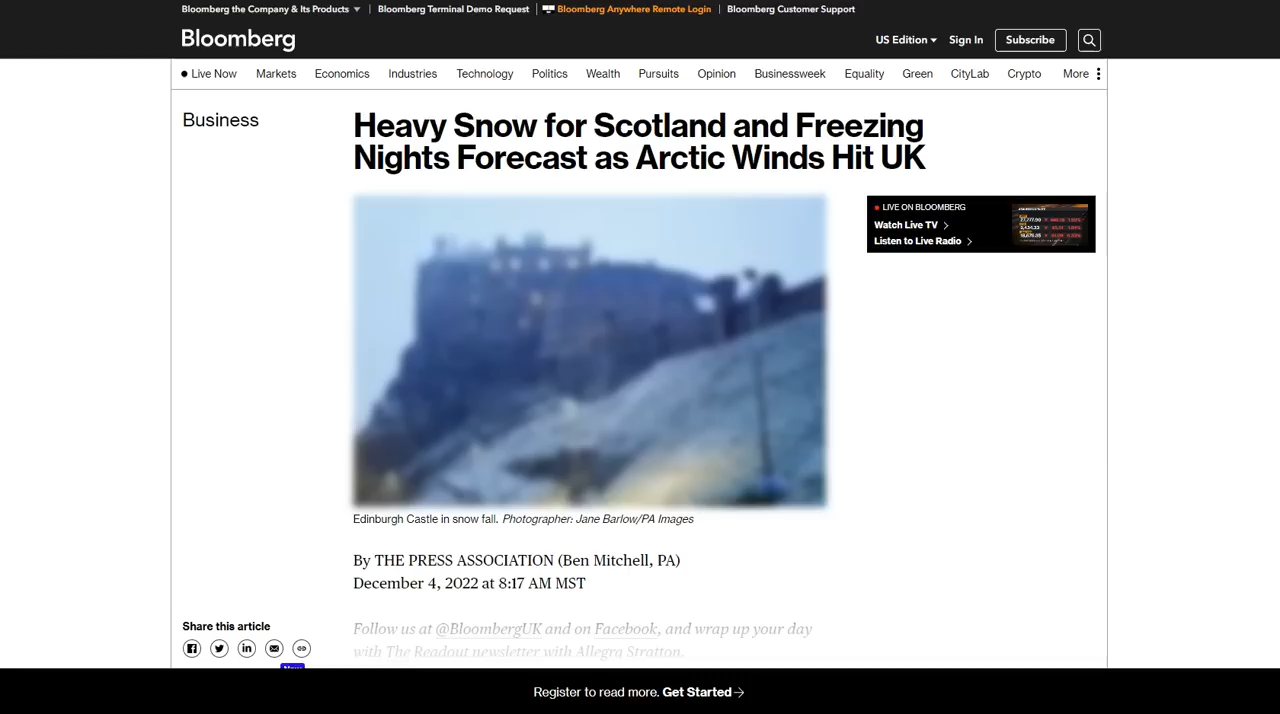 Bloomberg the Company & Its Products
Bloomberg Terminal Demo Request
Bloomberg Anywhere Remote Login
Bloomberg Customer Support
Bloomberg
US Edition
Sign In
Subscribe
Live Now
Markets
Economics
Industries
Technology
Politics
Wealth
Pursuits
Opinion
Businessweek
Equality
Green
CityLab
Crypto
More
Business
Heavy Snow for Scotland and Freezing
Nights Forecast as Arctic Winds Hit UK
LIVE ON BLOOMBERG
Watch Live TV
Listen to Live Radio
Edinburgh Castle in snow fall. Photographer: Jane Barlow/PA Images
By THE PRESS ASSOCIATION (Ben Mitchell, PA)
December 4, 2022 at 8:17 AM MST
Share this article
Follow us at @BloombergUK and on Facebook, and wrap up your day
with The Readout newsletter with Allegra Stratton.
Register to read more. Get Started